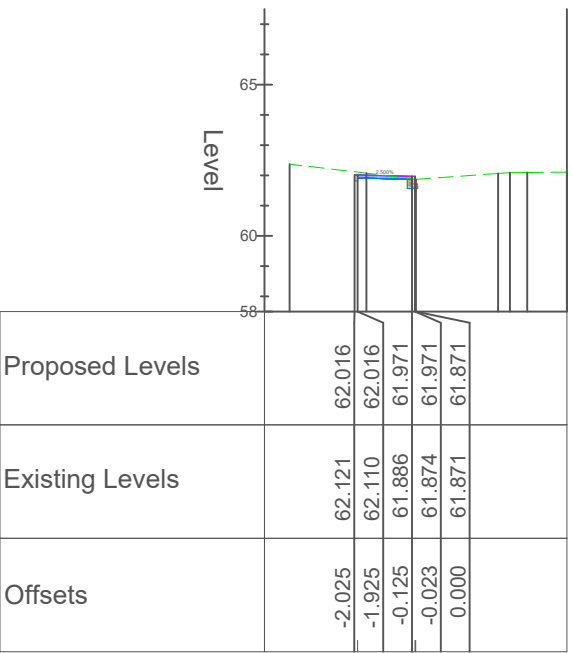 65
Level
2.500%
60
58
Proposed Levels
62.016 62.016 61.971 61.971 61.871
Existing Levels
62.121 62.110 61.886 61.874 61.871
Offsets
-2.025 -1.925 -0.125 -0.023 0.000